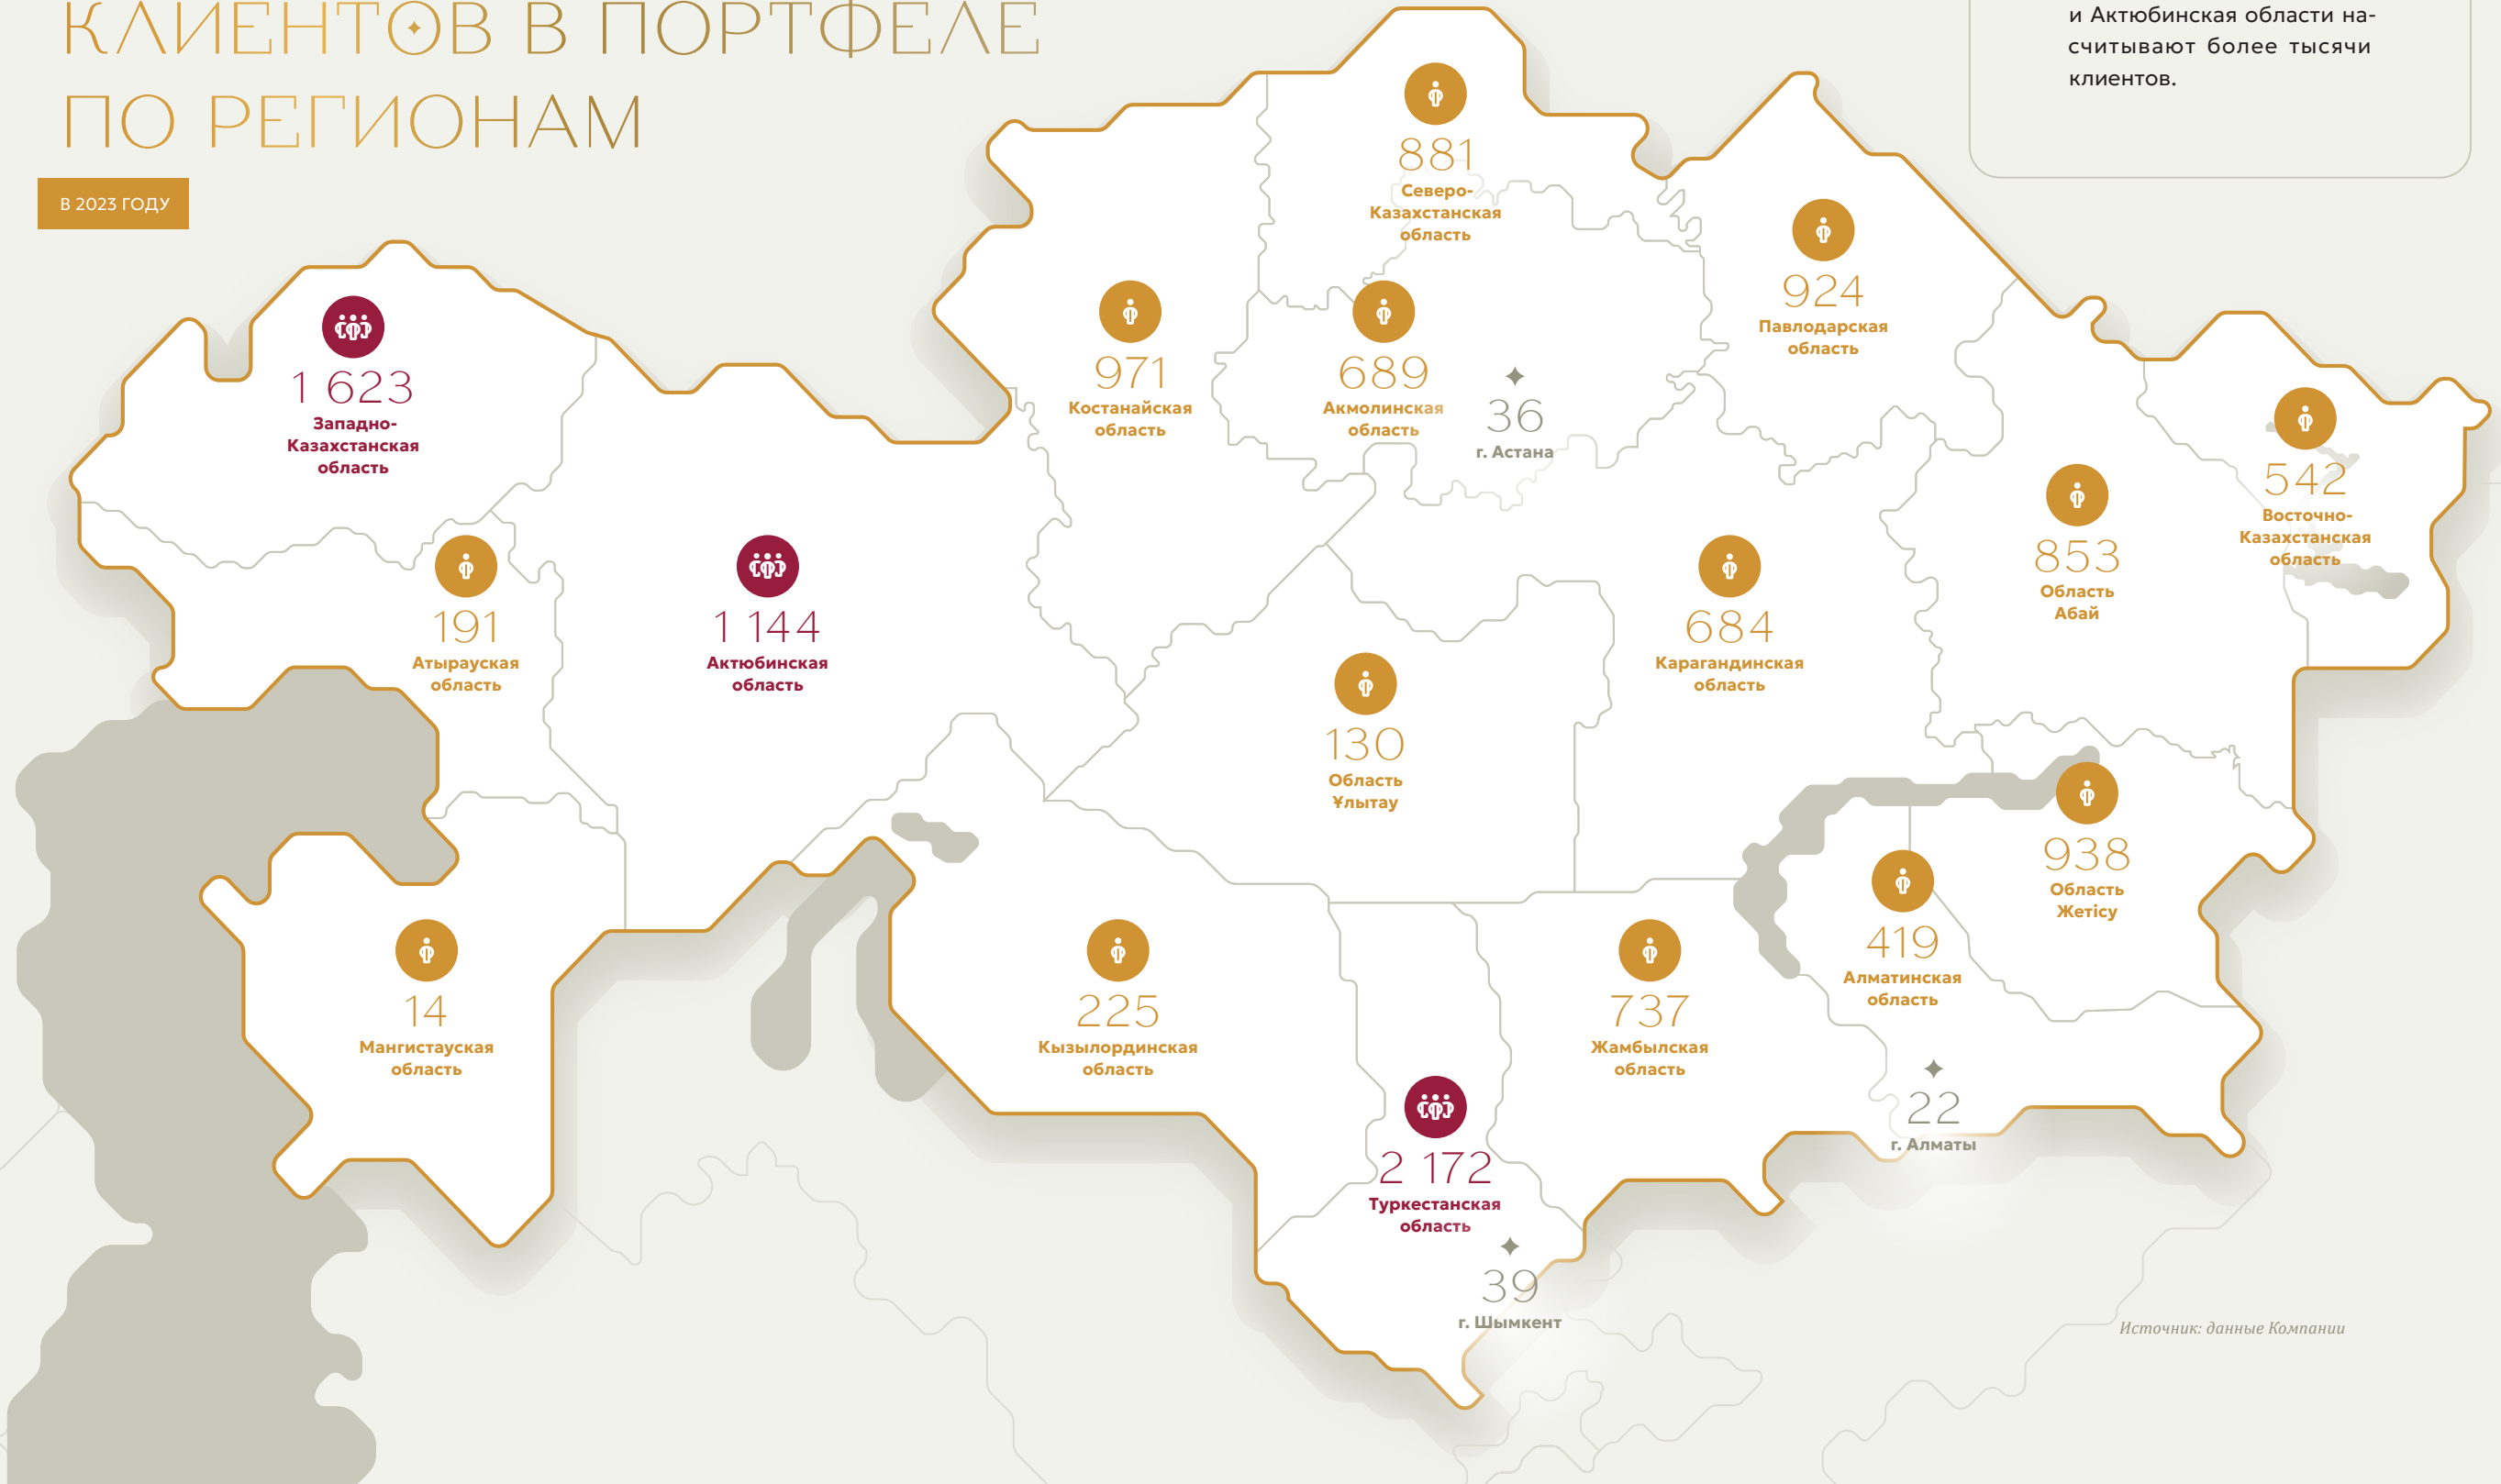 КЛИЕНТОВ В ПОРТФЕЛЕ
ПО РЕГИОНАМ
В 2023 ГОДУ
и Актюбинская области на-
считывают более тысячи
клиентов.
881
Северо-
Казахстанская
область
924
Павлодарская
область
1 623
Западно-
Казахстанская
область
971
Костанайская
область
689
Акмолинская
область
36
г. Астана
542
Восточно-
Казахстанская
область
853
Область
Абай
191
Атырауская
область
1 144
Актюбинская
область
684
Карагандинская
область
130
Область
Ұлытау
938
Область
Жетісу
419
Алматинская
область
14
Мангистауская
область
225
Кызылординская
область
737
Жамбылская
область
22
г. Алматы
2 172
Туркестанская
область
39
г. Шымкент
Источник: данные Компании